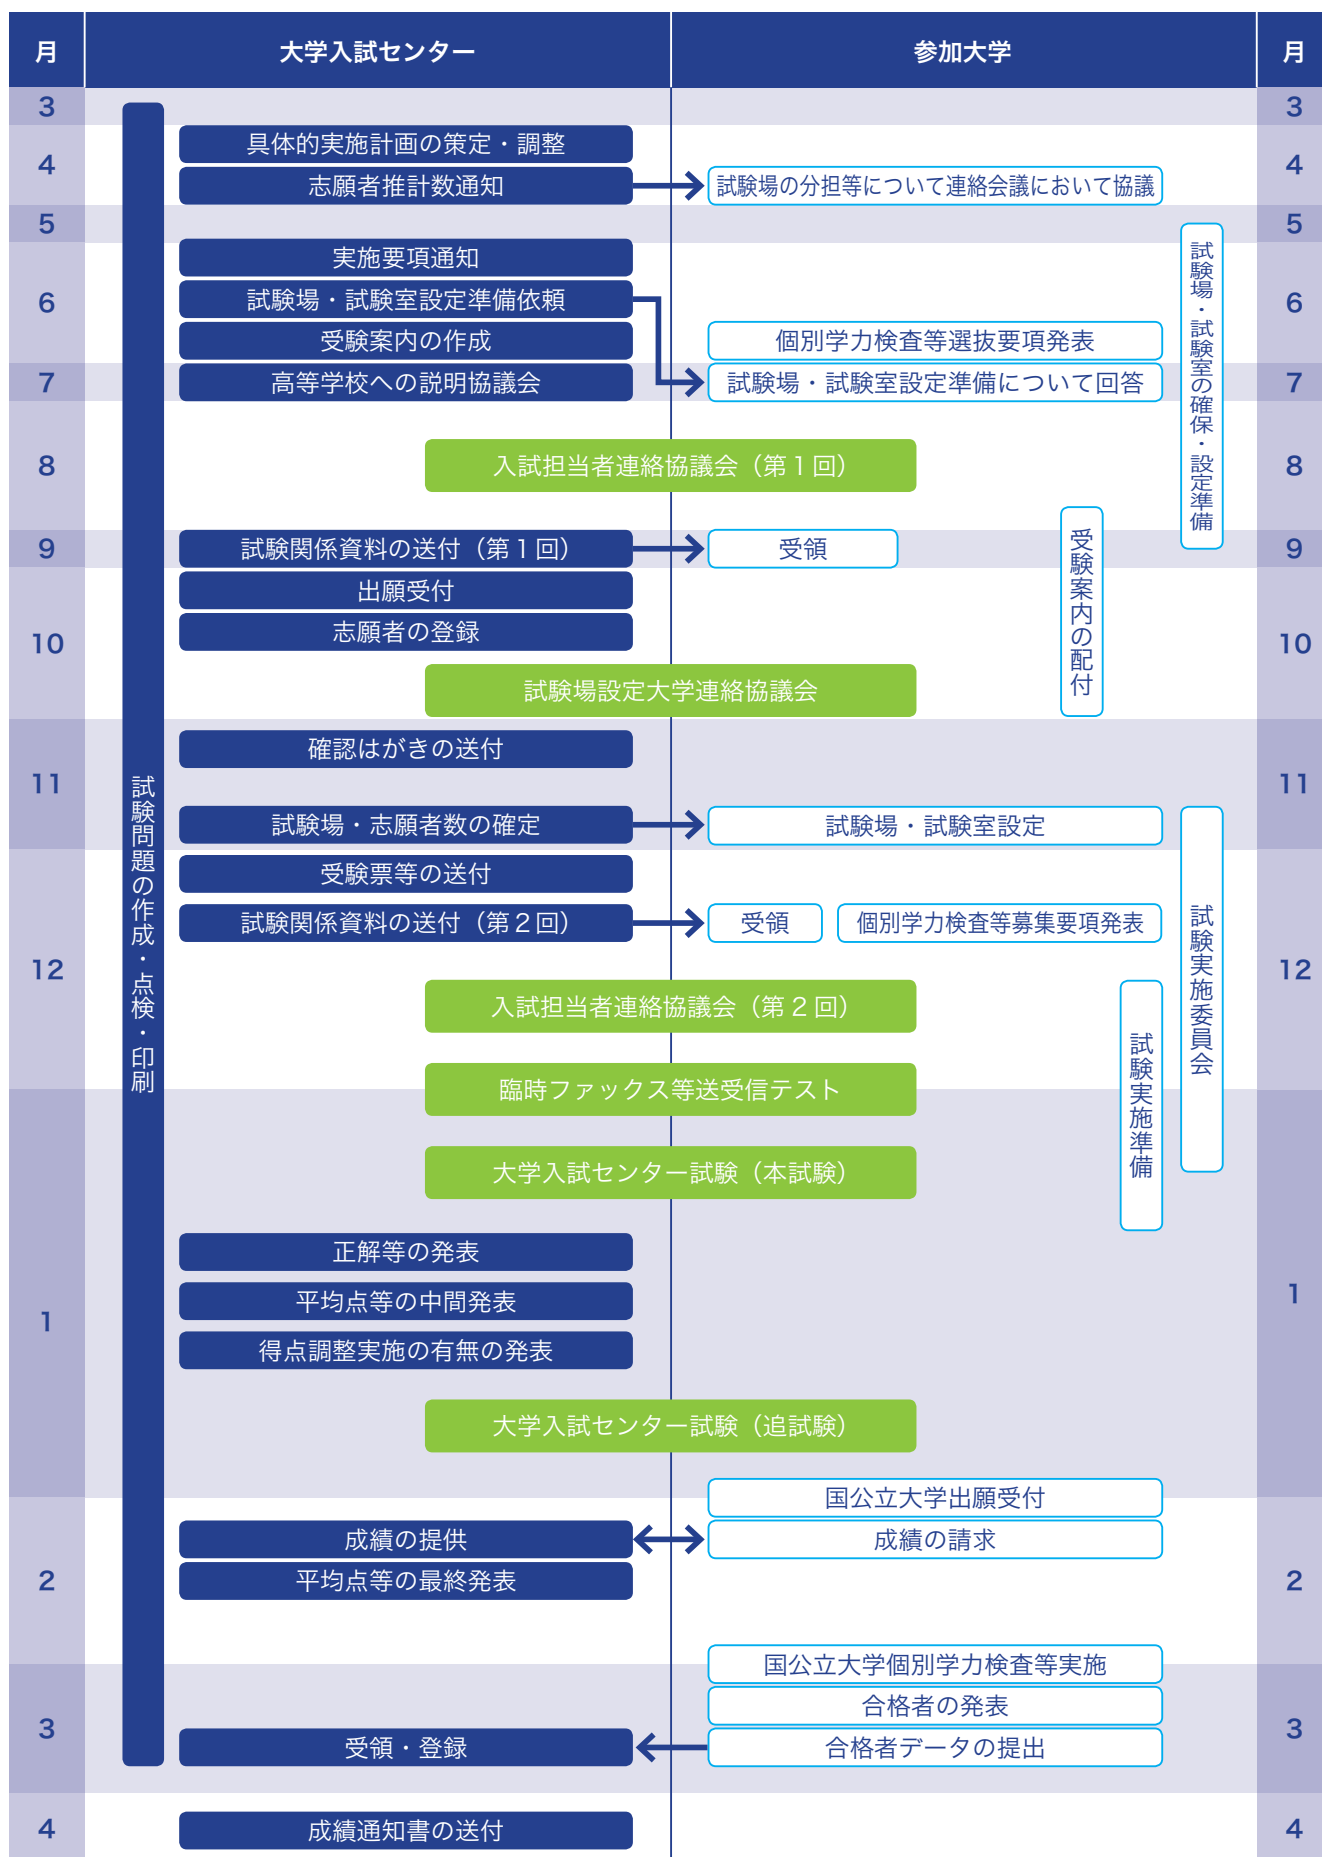 月 大学入試センター 参加大学 月
3 3
4 具体的実施計画の策定・調整 4
志願者推計数通知 試験場の分担等について連絡会議において協議
5 5
実施要項通知
6 試験場・試験室設定準備依頼 6
受験案内の作成 個別学力検査等選抜要項発表
7 高等学校への説明協議会 試験場・試験室設定準備について回答 7
試験場・試験室の確保・設定準備
8 入試担当者連絡協議会（第１回） 8
9 試験関係資料の送付（第１回） 受領 9
受験案内の配付
出願受付
10 志願者の登録 10
試験場設定大学連絡協議会
確認はがきの送付
11 11
試験問題の作成・点検・印刷
試験場・志願者数の確定 試験場・試験室設定
受験票等の送付
試験関係資料の送付（第２回） 受領 個別学力検査等募集要項発表
12 12
試験実施委員会
入試担当者連絡協議会（第２回）
試験実施準備
臨時ファックス等送受信テスト
大学入試センター試験（本試験）
正解等の発表
平均点等の中間発表
1 1
得点調整実施の有無の発表
大学入試センター試験（追試験）
国公立大学出願受付
成績の提供 成績の請求
2 平均点等の最終発表 2
国公立大学個別学力検査等実施
合格者の発表
3 3
受領・登録 合格者データの提出
4 成績通知書の送付 4